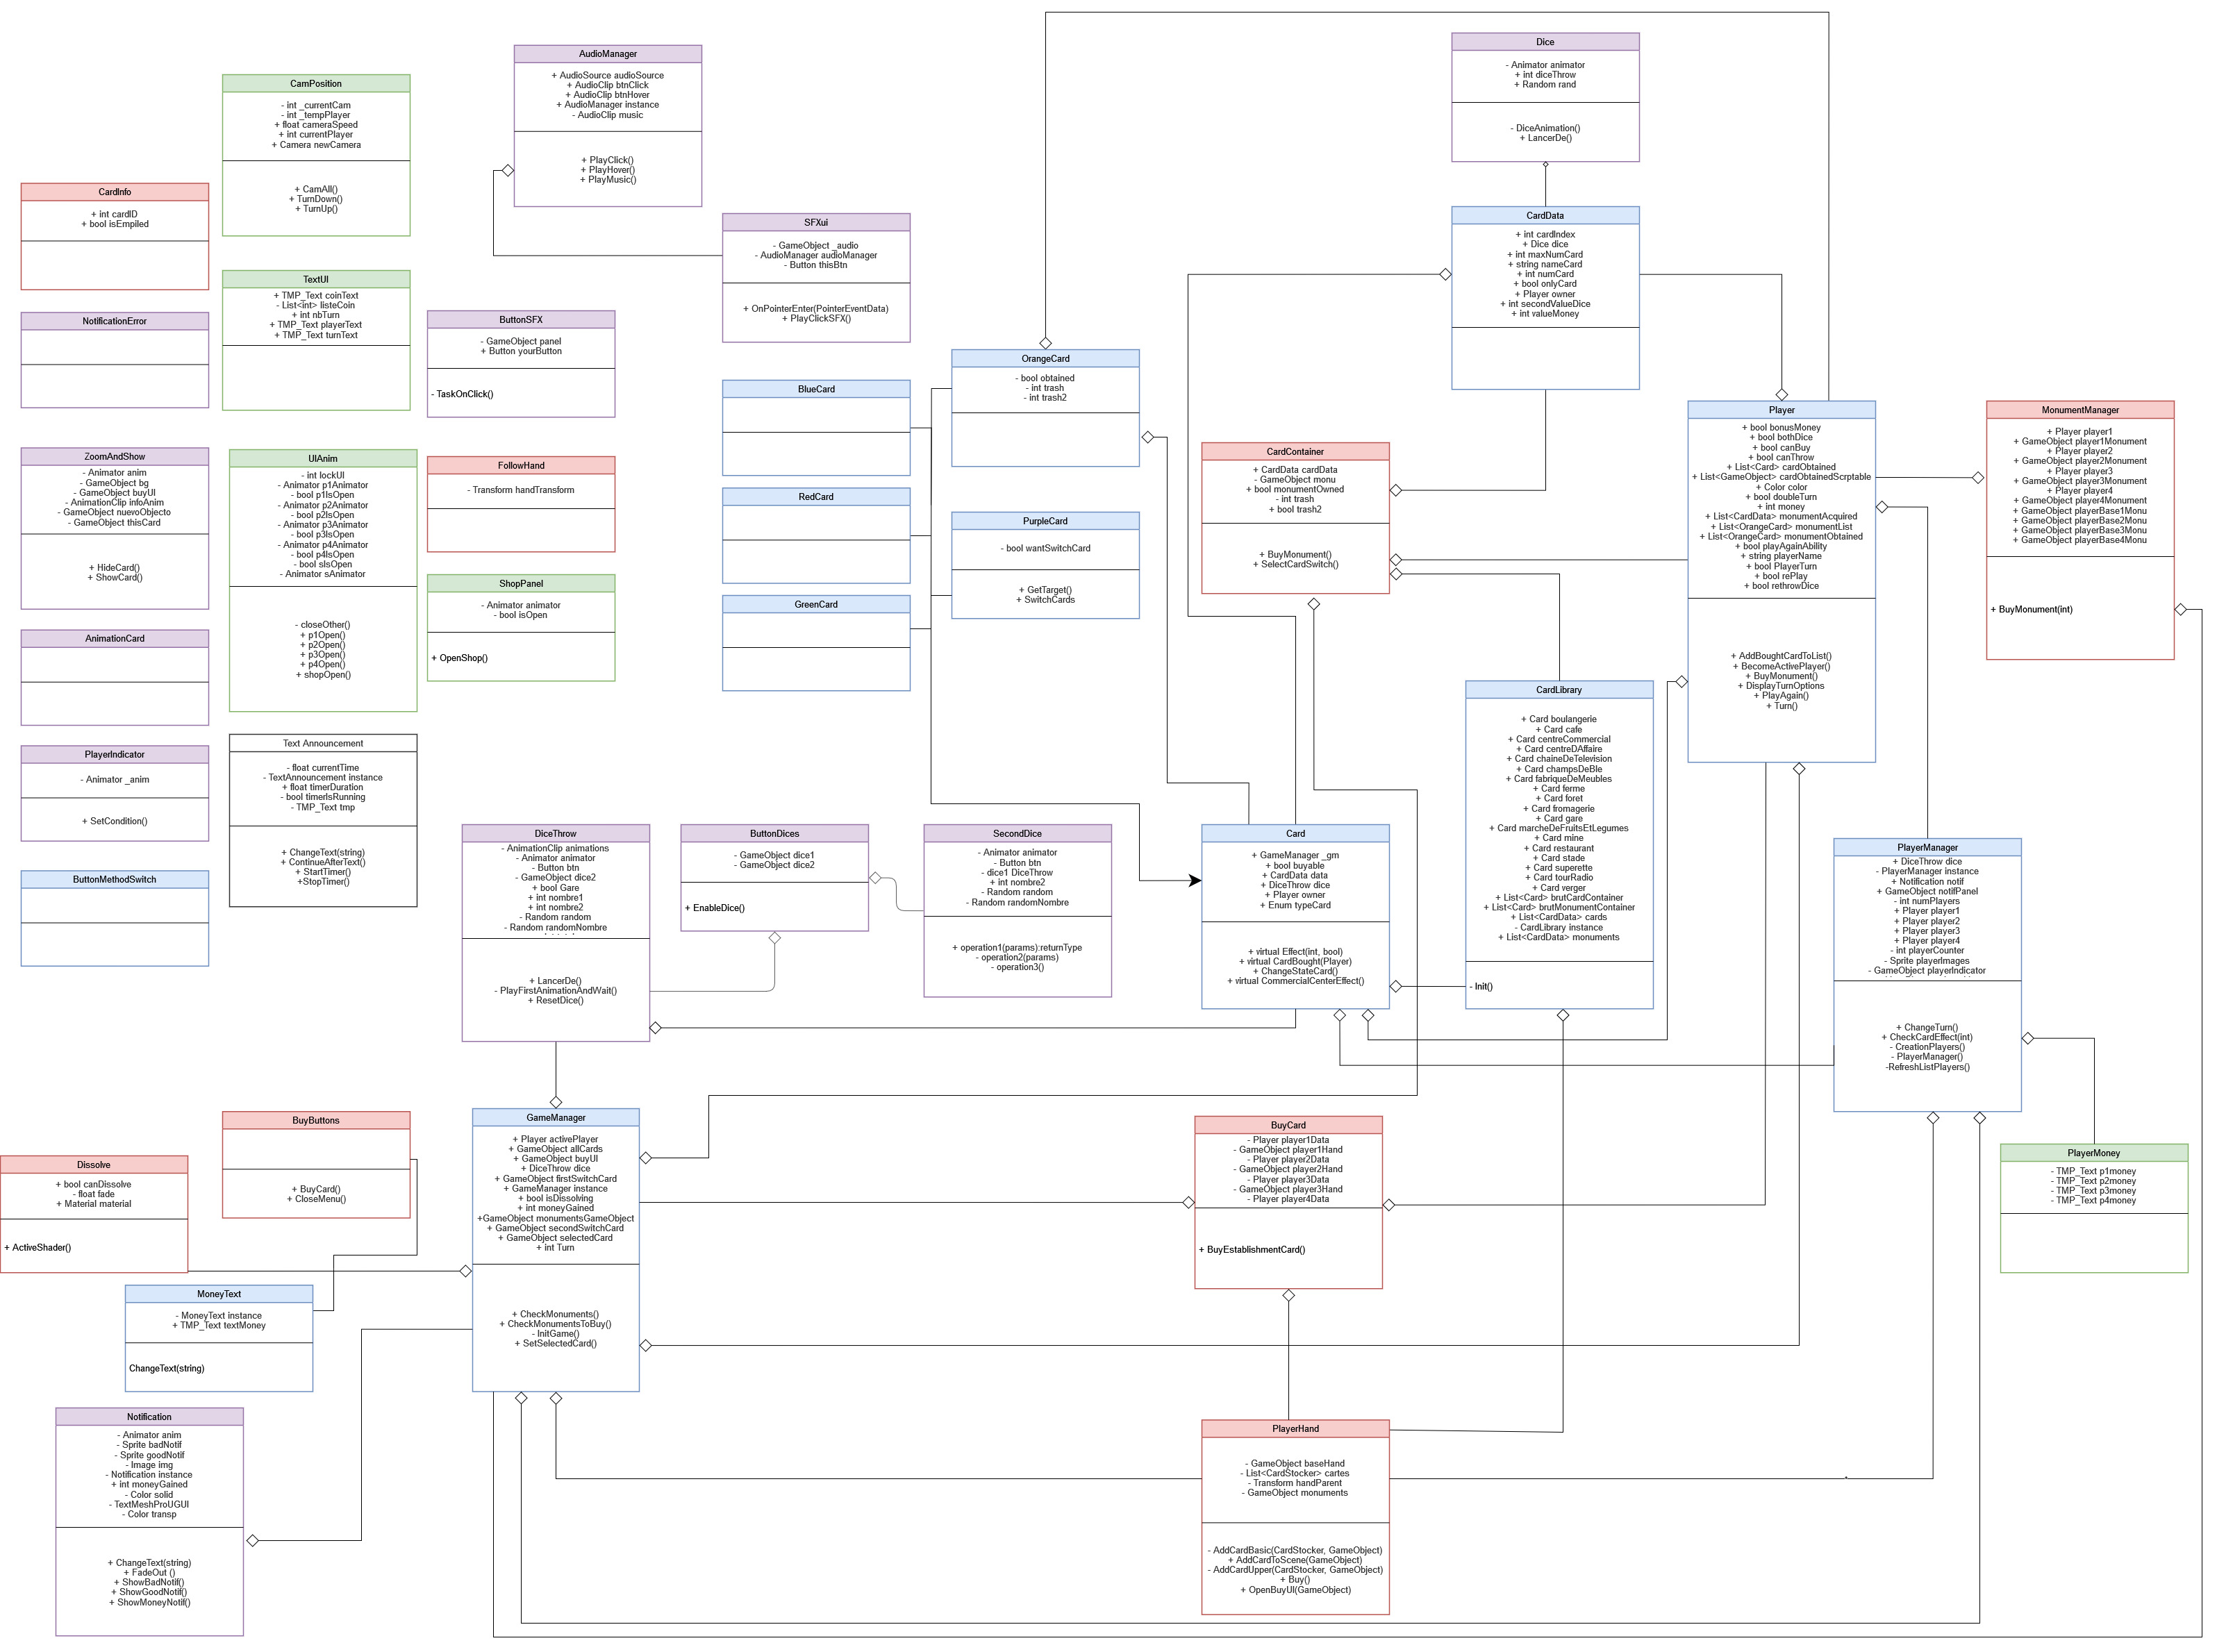 AudioManager
+ AudioSource audioSource
+ AudioClip btnClick
+ AudioClip btnHover
+ AudioManager instance
- AudioClip music
+ PlayClick()
+ PlayHover()
+ PlayMusic()
Dice
- Animator animator
+ int diceThrow
+ Random rand
- DiceAnimation()
+ LancerDe()
CamPosition
- int _currentCam
- int _tempPlayer
+ float cameraSpeed
+ int currentPlayer
+ Camera newCamera
+ CamAll()
+ TurnDown()
+ TurnUp()
CardInfo
+ int cardID
+ bool isEmpiled
SFXui
- GameObject _audio
- AudioManager audioManager
- Button thisBtn
+ OnPointerEnter(PointerEventData)
+ PlayClickSFX()
CardData
+ int cardIndex
+ Dice dice
+ int maxNumCard
+ string nameCard
+ int numCard
+ bool onlyCard
+ Player owner
+ int secondValueDice
+ int valueMoney
TextUI
+ TMP_Text coinText
- List<int> listeCoin
+ int nbTurn
+ TMP_Text playerText
+ TMP_Text turnText
NotificationError
ButtonSFX
- GameObject panel
+ Button yourButton
- TaskOnClick()
OrangeCard
- bool obtained
- int trash
- int trash2
BlueCard
RedCard
GreenCard
PurpleCard
- bool wantSwitchCard
+ GetTarget()
+ SwitchCards
CardContainer
+ CardData cardData
- GameObject monu
+ bool monumentOwned
- int trash
+ bool trash2
+ BuyMonument()
+ SelectCardSwitch()
Player
+ bool bonusMoney
+ bool bothDice
+ bool canBuy
+ bool canThrow
+ List<Card> cardObtained
+ List<GameObject> cardObtainedScrptable
+ Color color
+ bool doubleTurn
+ int money
+ List<CardData> monumentAcquired
+ List<OrangeCard> monumentList
+ List<OrangeCard> monumentObtained
+ bool playAgainAbility
+ string playerName
+ bool PlayerTurn
+ bool rePlay
+ bool rethrowDice
+ AddBoughtCardToList()
+ BecomeActivePlayer()
+ BuyMonument()
+ DisplayTurnOptions
+ PlayAgain()
+ Turn()
MonumentManager
+ Player player1
+ GameObject player1Monument
+ Player player2
+ GameObject player2Monument
+ Player player3
+ GameObject player3Monument
+ Player player4
+ GameObject player4Monument
+ GameObject playerBase1Monu
+ GameObject playerBase2Monu
+ GameObject playerBase3Monu
+ GameObject playerBase4Monu
+ BuyMonument(int)
ZoomAndShow
- Animator anim
- GameObject bg
- GameObject buyUI
- AnimationClip infoAnim
- GameObject nuevoObjecto
- GameObject thisCard
+ HideCard()
+ ShowCard()
UIAnim
- int lockUI
- Animator p1Animator
- bool p1IsOpen
- Animator p2Animator
- bool p2IsOpen
- Animator p3Animator
- bool p3IsOpen
- Animator p4Animator
- bool p4IsOpen
- bool sIsOpen
- Animator sAnimator
- closeOther()
+ p1Open()
+ p2Open()
+ p3Open()
+ p4Open()
+ shopOpen()
FollowHand
- Transform handTransform
ShopPanel
- Animator animator
- bool isOpen
+ OpenShop()
AnimationCard
PlayerIndicator
- Animator _anim
+ SetCondition()
Text Announcement
- float currentTime
- TextAnnouncement instance
+ float timerDuration
- bool timerIsRunning
- TMP_Text tmp
+ ChangeText(string)
+ ContinueAfterText()
+ StartTimer()
+StopTimer()
ButtonMethodSwitch
CardLibrary
+ Card boulangerie
+ Card cafe
+ Card centreCommercial
+ Card centreDAffaire
+ Card chaineDeTelevision
+ Card champsDeBle
+ Card fabriqueDeMeubles
+ Card ferme
+ Card foret
+ Card fromagerie
+ Card gare
+ Card marcheDeFruitsEtLegumes
+ Card mine
+ Card restaurant
+ Card stade
+ Card superette
+ Card tourRadio
+ Card verger
+ List<Card> brutCardContainer
+ List<Card> brutMonumentContainer
+ List<CardData> cards
- CardLibrary instance
+ List<CardData> monuments
- Init()
DiceThrow
- AnimationClip animations
- Animator animator
- Button btn
- GameObject dice2
+ bool Gare
+ int nombre1
+ int nombre2
- Random random
- Random randomNombre
+ LancerDe()
- PlayFirstAnimationAndWait()
+ ResetDice()
ButtonDices
- GameObject dice1
- GameObject dice2
+ EnableDice()
SecondDice
- Animator animator
- Button btn
- dice1 DiceThrow
+ int nombre2
- Random random
- Random randomNombre
+ operation1(params):returnType
- operation2(params)
- operation3()
Card
+ GameManager _gm
+ bool buyable
+ CardData data
+ DiceThrow dice
+ Player owner
+ Enum typeCard
+ virtual Effect(int, bool)
+ virtual CardBought(Player)
+ ChangeStateCard()
+ virtual CommercialCenterEffect()
PlayerManager
+ DiceThrow dice
- PlayerManager instance
+ Notification notif
+ GameObject notifPanel
- int numPlayers
+ Player player1
+ Player player2
+ Player player3
+ Player player4
- int playerCounter
- Sprite playerImages
- GameObject playerIndicator
+ ChangeTurn()
+ CheckCardEffect(int)
- CreationPlayers()
- PlayerManager()
-RefreshListPlayers()
PlayerMoney
- TMP_Text p1money
- TMP_Text p2money
- TMP_Text p3money
- TMP_Text p4money
BuyButtons
+ BuyCard()
+ CloseMenu()
Dissolve
+ bool canDissolve
- float fade
+ Material material
+ ActiveShader()
GameManager
+ Player activePlayer
+ GameObject allCards
+ GameObject buyUI
+ DiceThrow dice
+ GameObject firstSwitchCard
+ GameManager instance
+ bool isDissolving
+ int moneyGained
+GameObject monumentsGameObject
+ GameObject secondSwitchCard
+ GameObject selectedCard
+ int Turn
+ CheckMonuments()
+ CheckMonumentsToBuy()
- InitGame()
+ SetSelectedCard()
BuyCard
- Player player1Data
- GameObject player1Hand
- Player player2Data
- GameObject player2Hand
- Player player3Data
- GameObject player3Hand
- Player player4Data
+ BuyEstablishmentCard()
MoneyText
- MoneyText instance
+ TMP_Text textMoney
ChangeText(string)
Notification
- Animator anim
- Sprite badNotif
- Sprite goodNotif
- Image img
- Notification instance
+ int moneyGained
- Color solid
- TextMeshProUGUI
- Color transp
+ ChangeText(string)
+ FadeOut ()
+ ShowBadNotif()
+ ShowGoodNotif()
+ ShowMoneyNotif()
PlayerHand
- GameObject baseHand
- List<CardStocker> cartes
- Transform handParent
- GameObject monuments
- AddCardBasic(CardStocker, GameObject)
+ AddCardToScene(GameObject)
- AddCardUpper(CardStocker, GameObject)
+ Buy()
+ OpenBuyUI(GameObject)